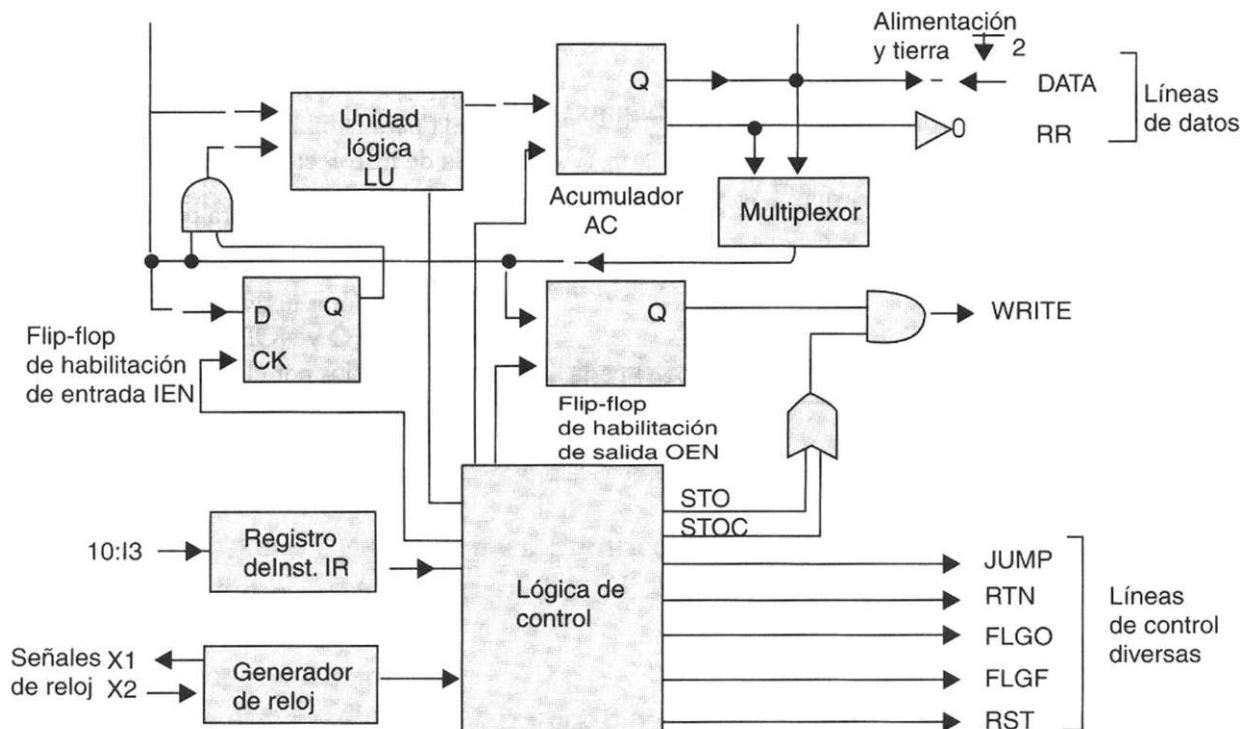 Alimentación
y tierra
2
Q
DATA
Líneas
de datos
Unidad
lógica
LU
RR
Acumulador
AC
Multiplexor
D
Q
CK
Q
WRITE
Flip-flop
de habilitación
de entrada IEN
Flip-flop
de habilitación
de salida OEN
STO
STOC
10:I3
Registro
deInst. IR
Lógica de
control
JUMP
RTN
FLGO
FLGF
RST
Líneas
de control
diversas
Señales X1
de reloj X2
Generador
de reloj